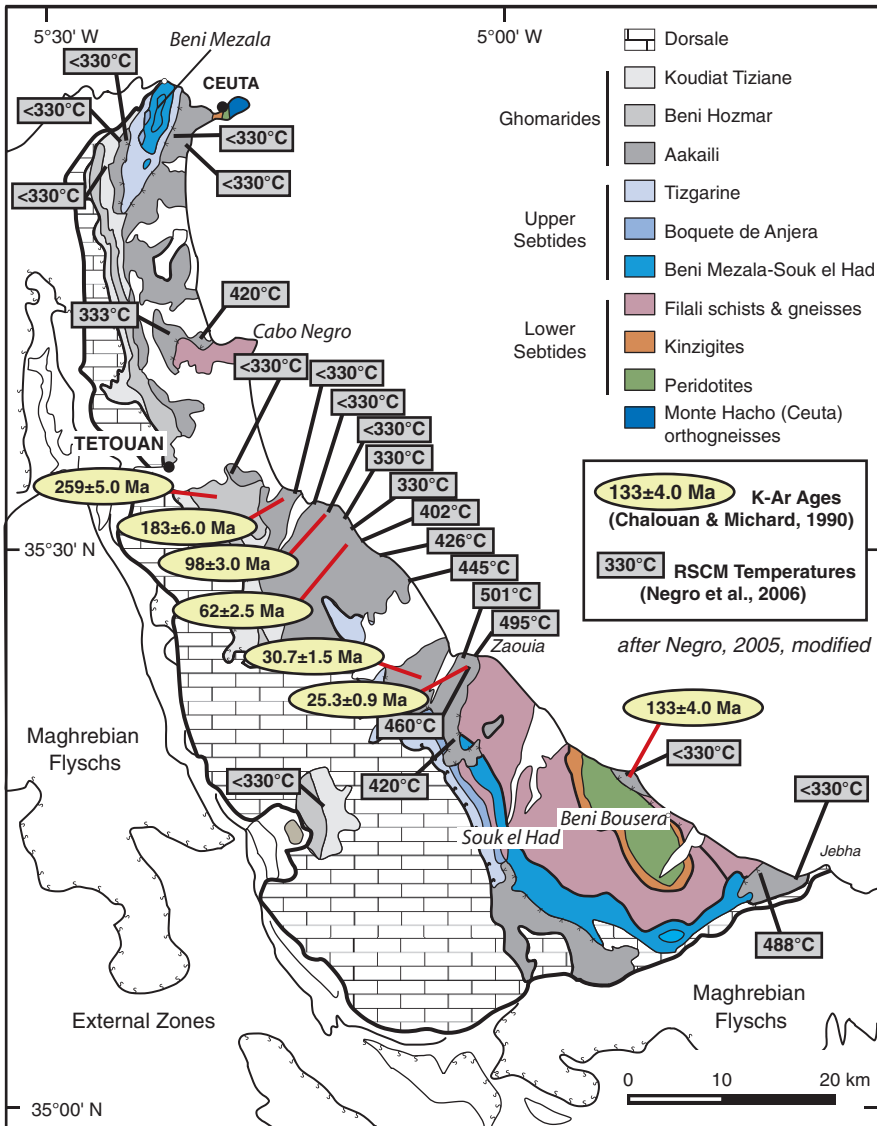 5°30' W
5°00' W
Beni Mezala
<330°C
CEUTA
<330°C
<330°C
<330°C
<330°C
333°C
420°C
Cabo Negro
<330°C
<330°C
<330°C
<330°C
330°C
330°C
402°C
426°C
445°C
501°C
495°C
Zaouia
TETOUAN
259±5.0 Ma
183±6.0 Ma
35°30' N
98±3.0 Ma
62±2.5 Ma
30.7±1.5 Ma
25.3±0.9 Ma
460°C
420°C
<330°C
133±4.0 Ma
<330°C
<330°C
Maghrebian
Flyschs
Souk el Had
Beni Bousera
Jebha
488°C
External Zones
Maghrebian
Flyschs
35°00' N
0 10 20 km
Dorsale
Ghomarides
Koudiat Tiziane
Beni Hozmar
Aakaili
Upper
Sebtides
Tizgarine
Boquete de Anjera
Beni Mezala-Souk el Had
Lower
Sebtides
Filali schists & gneisses
Kinzigites
Peridotites
Monte Hacho (Ceuta)
orthogneisses
133±4.0 Ma K-Ar Ages
(Chalouan & Michard, 1990)
330°C RSCM Temperatures
(Negro et al., 2006)
after Negro, 2005, modified